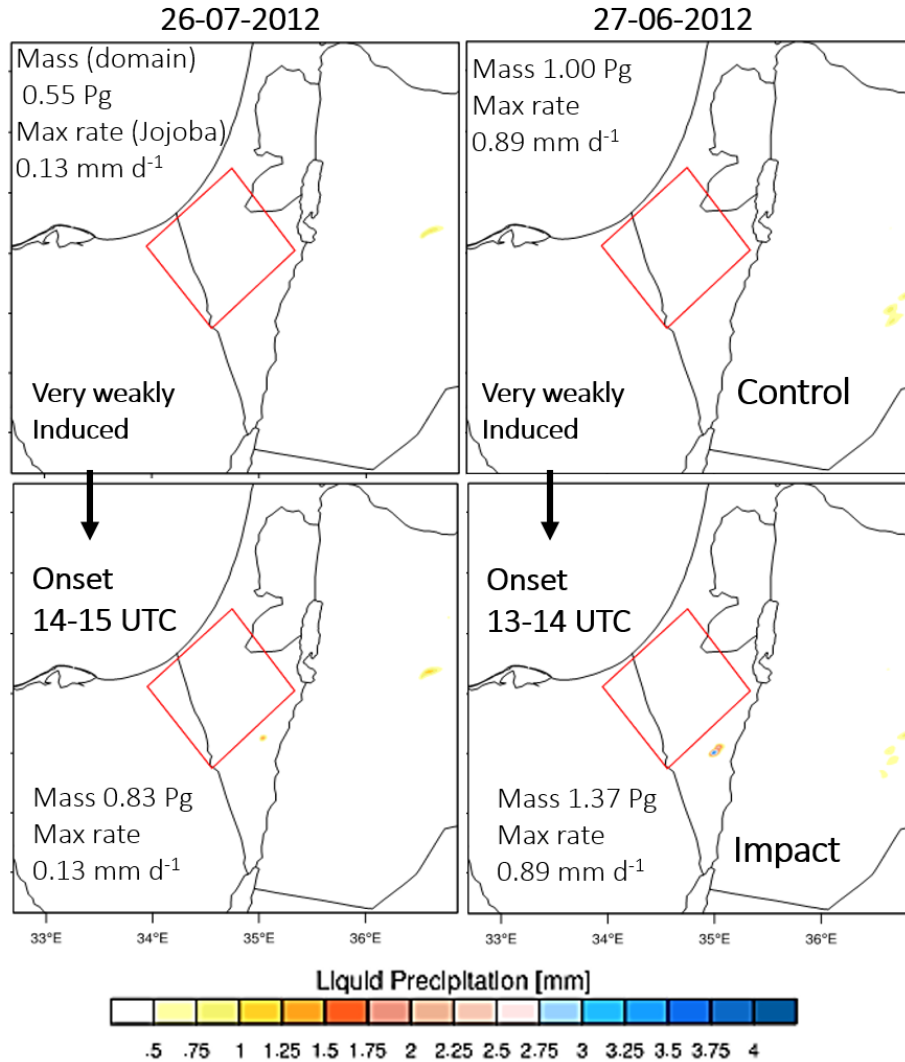 26-07-2012
27-06-2012
Mass (domain)
0.55 Pg
Max rate (Jojoba)
0.13 mm d⁻¹
Very weakly
Induced
Mass 1.00 Pg
Max rate
0.89 mm d⁻¹
Very weakly
Induced
Control
Onset
14-15 UTC
Mass 0.83 Pg
Max rate
0.13 mm d⁻¹
Onset
13-14 UTC
Mass 1.37 Pg
Max rate
0.89 mm d⁻¹
Impact
33°E 34°E 35°E 36°E
33°E 34°E 35°E 36°E
Liquid Precipitation [mm]
.5 .75 1 1.25 1.5 1.75 2 2.25 2.5 2.75 3 3.25 3.5 3.75 4